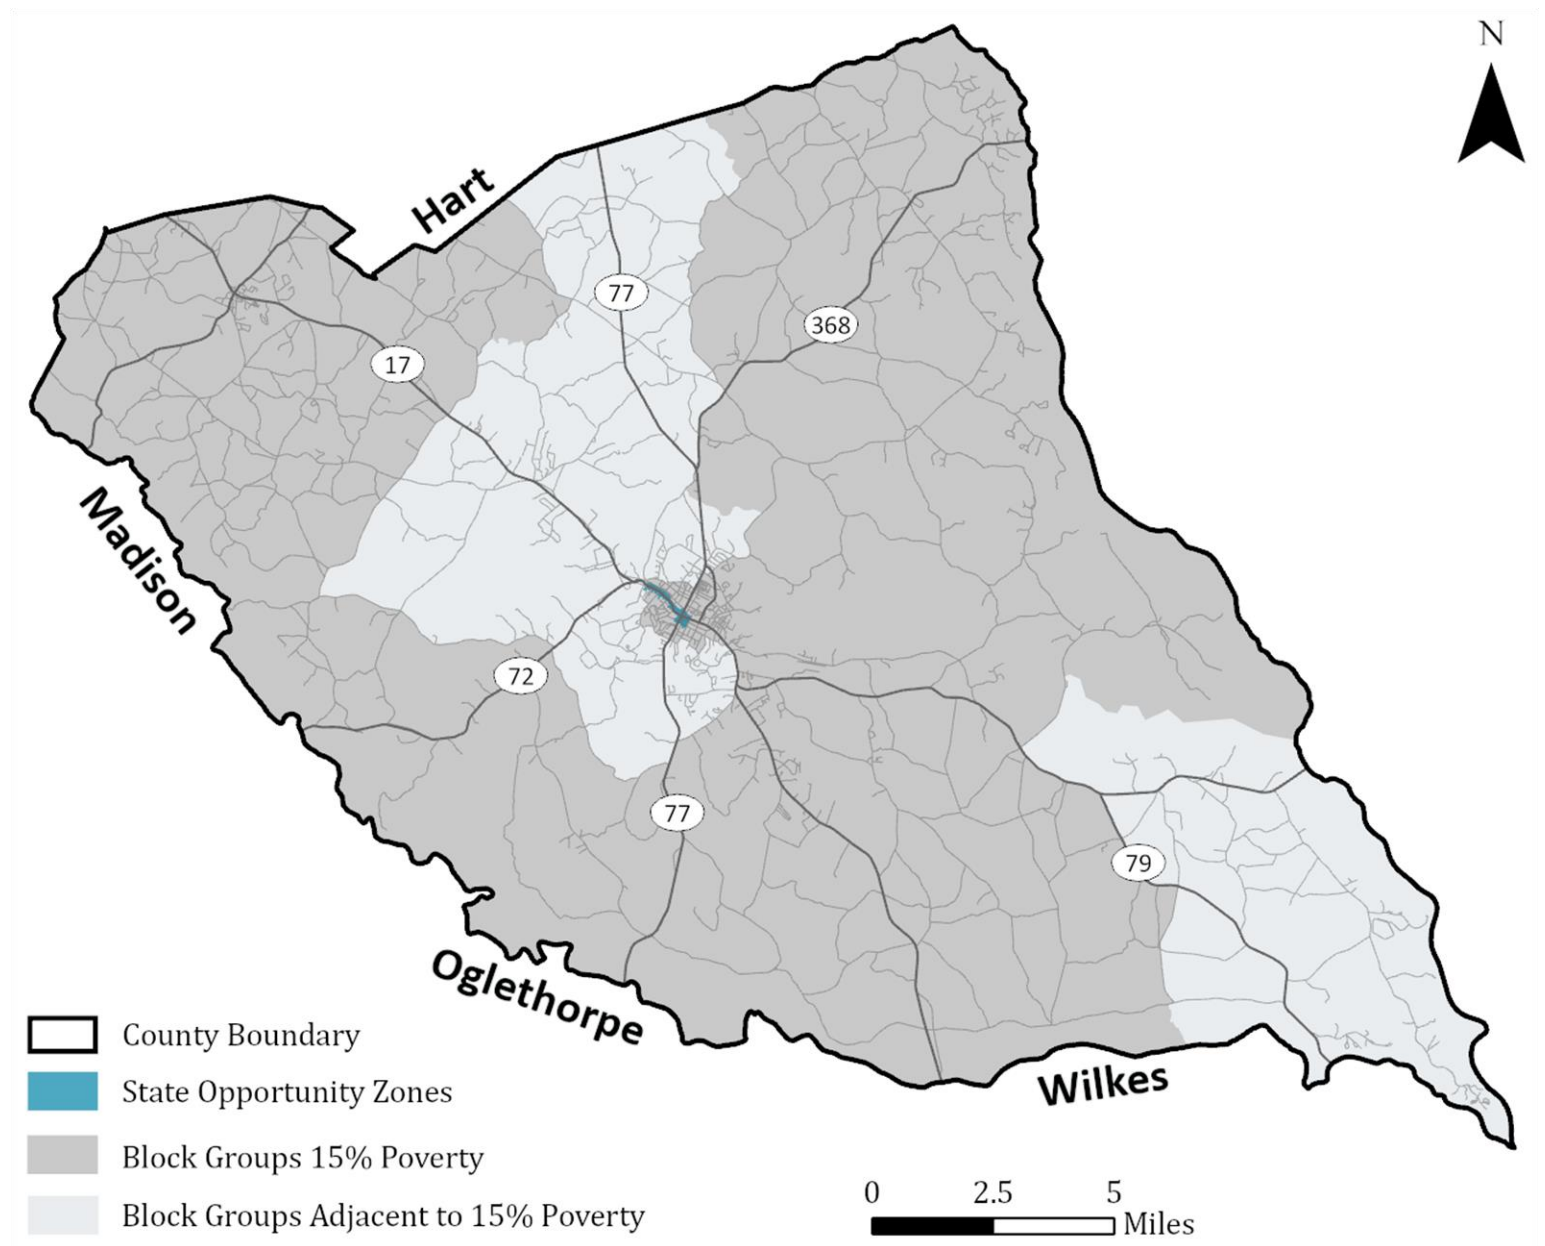 N
Hart
77
368
17
Madison
72
77
79
Oglethorpe
Wilkes
County Boundary
State Opportunity Zones
Block Groups 15% Poverty
Block Groups Adjacent to 15% Poverty
0 2.5 5
Miles